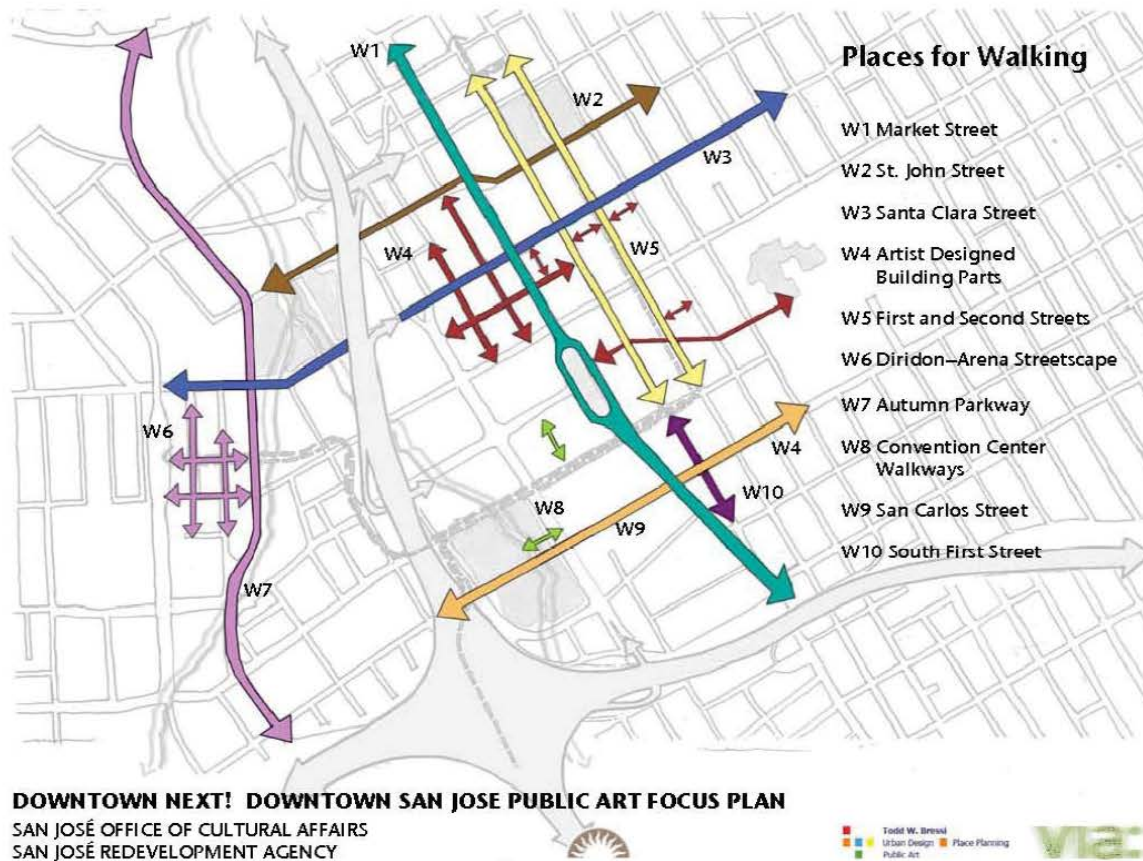 Places for Walking
W1 Market Street
W2 St. John Street
W3 Santa Clara Street
W4 Artist Designed
Building Parts
W5 First and Second Streets
W6 Diridon–Arena Streetscape
W7 Autumn Parkway
W8 Convention Center
Walkways
W9 San Carlos Street
W10 South First Street
W1
W2
W3
W4
W5
W6
W4
W10
W8
W9
W7
DOWNTOWN NEXT! DOWNTOWN SAN JOSE PUBLIC ART FOCUS PLAN
SAN JOSÉ OFFICE OF CULTURAL AFFAIRS
SAN JOSÉ REDEVELOPMENT AGENCY
Todd W. Bressi
Urban Design Place Planning
Public Art
via: